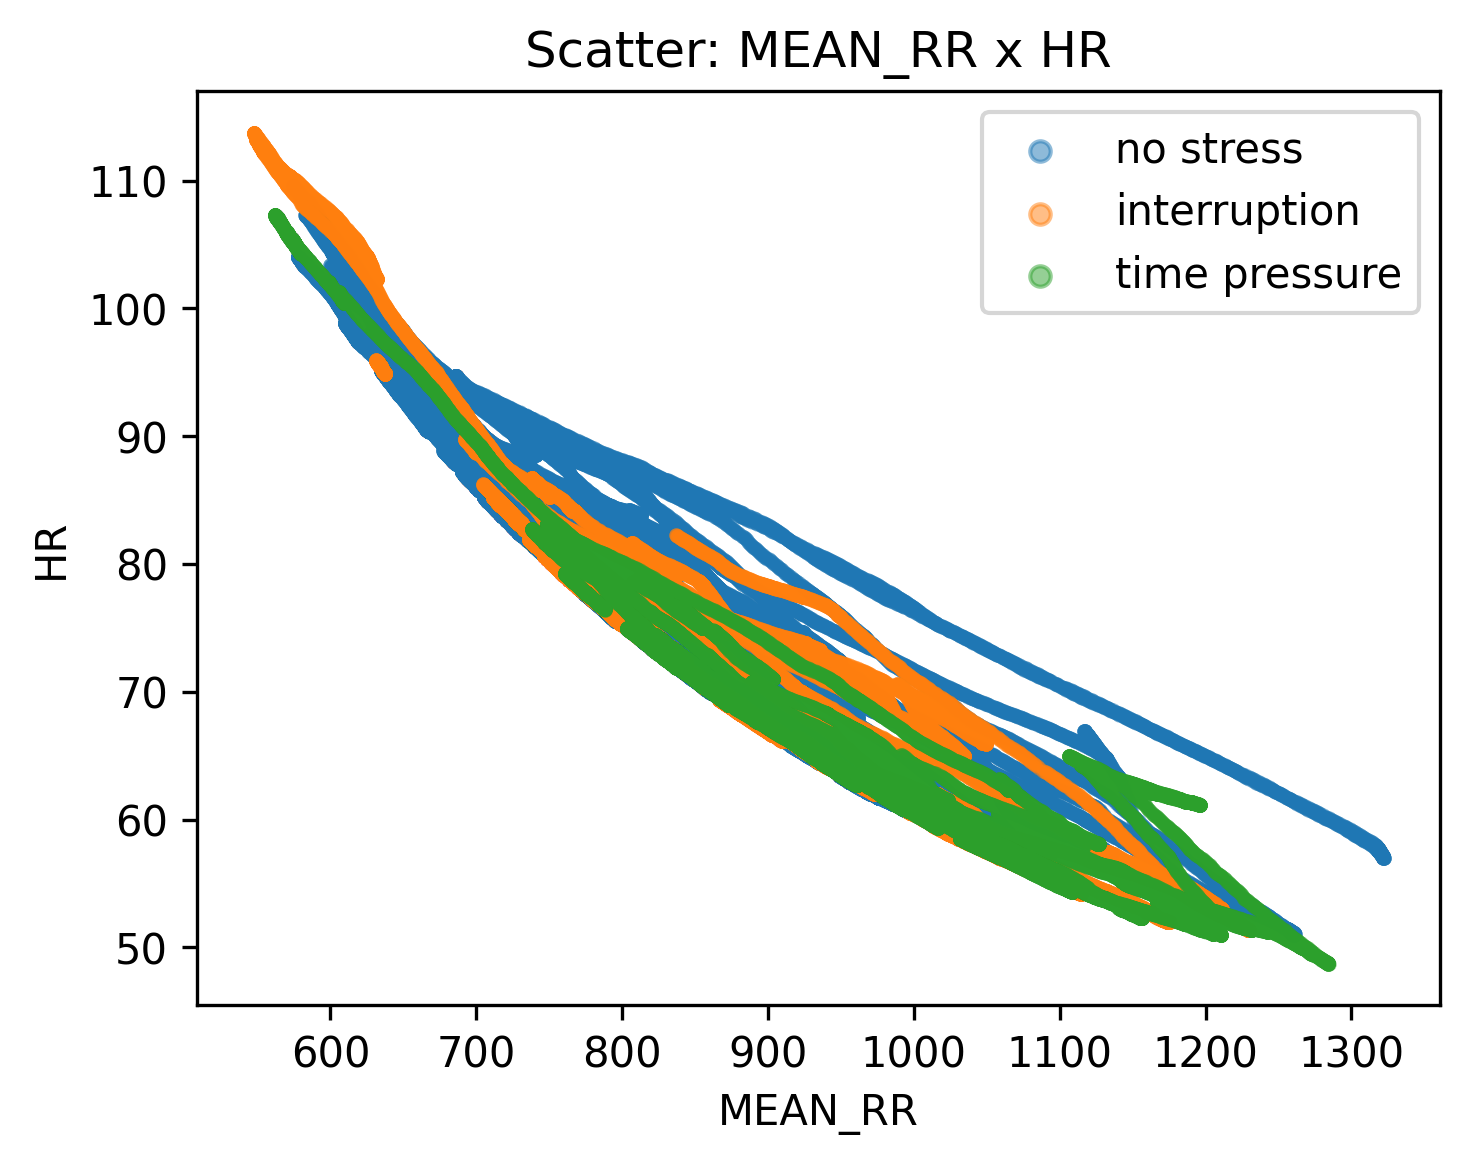 Scatter: MEAN_RR x HR
no stress
interruption
time pressure
HR
110
100
90
80
70
60
50
600 700 800 900 1000 1100 1200 1300
MEAN_RR